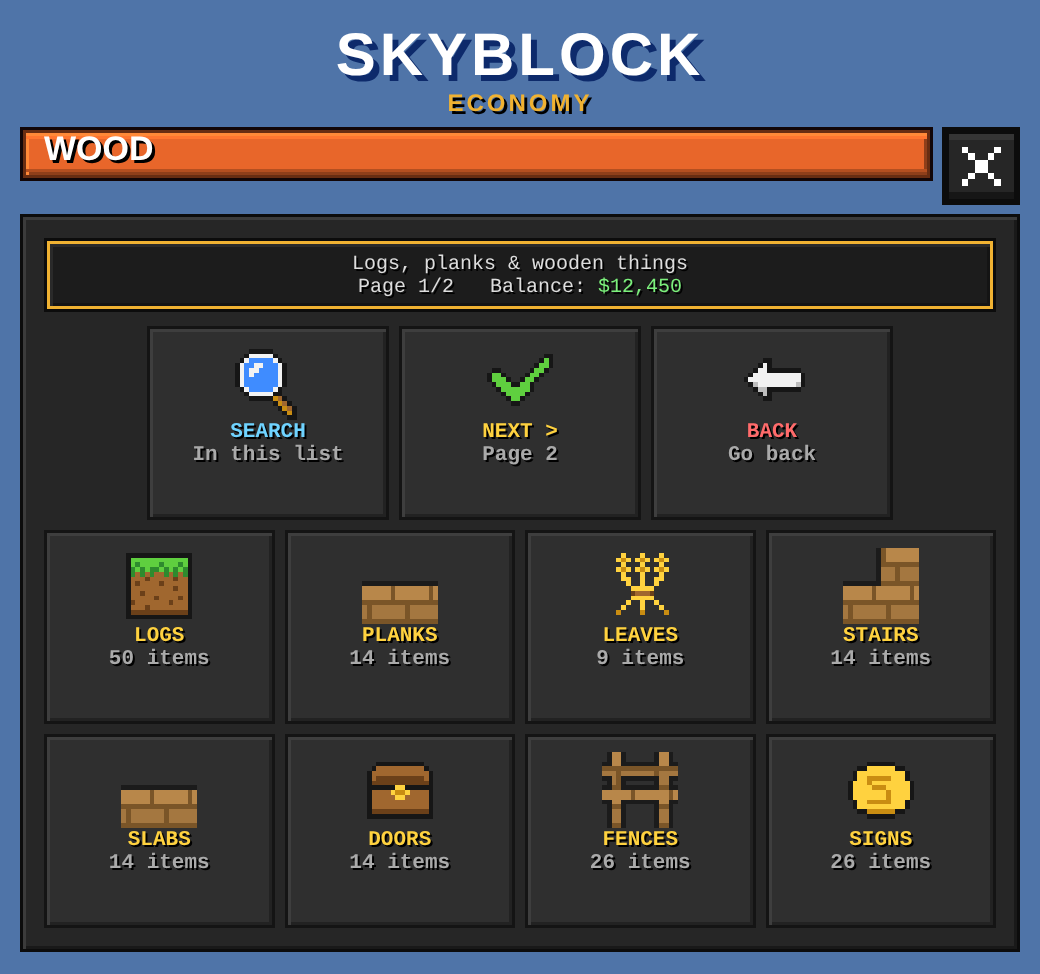 SKYBLOCK
ECONOMY
WOOD
Logs, planks & wooden things
Page 1/2   Balance: $12,450
SEARCH
In this list
NEXT >
Page 2
BACK
Go back
LOGS
50 items
PLANKS
14 items
LEAVES
9 items
STAIRS
14 items
SLABS
14 items
DOORS
14 items
FENCES
26 items
SIGNS
26 items